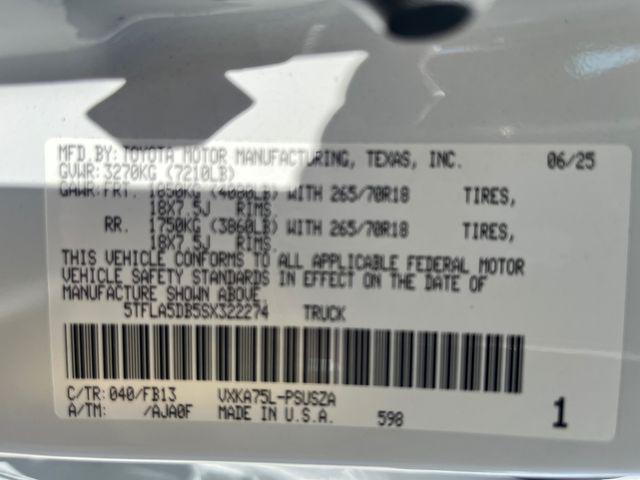 MFD.BY: TOYOTA MOTOR MANUFACTURING, TEXAS, INC. 06/25
GVWR: 3270KG (7210LB)
GAWR: FRT. 1850KG (4080LB) WITH 265/70R18 TIRES,
18X7.5J RIMS.
RR. 1750KG (3860LB) WITH 265/70R18 TIRES,
18X7.5J RIMS.
THIS VEHICLE CONFORMS TO ALL APPLICABLE FEDERAL MOTOR
VEHICLE SAFETY STANDARDS IN EFFECT ON THE DATE OF
MANUFACTURE SHOWN ABOVE.
5TFLA5DB5SX322274 TRUCK
C/TR: 040/FB13 VXKA75L-PSUSZA
A/TM: /AJA0F MADE IN U.S.A. 598 1